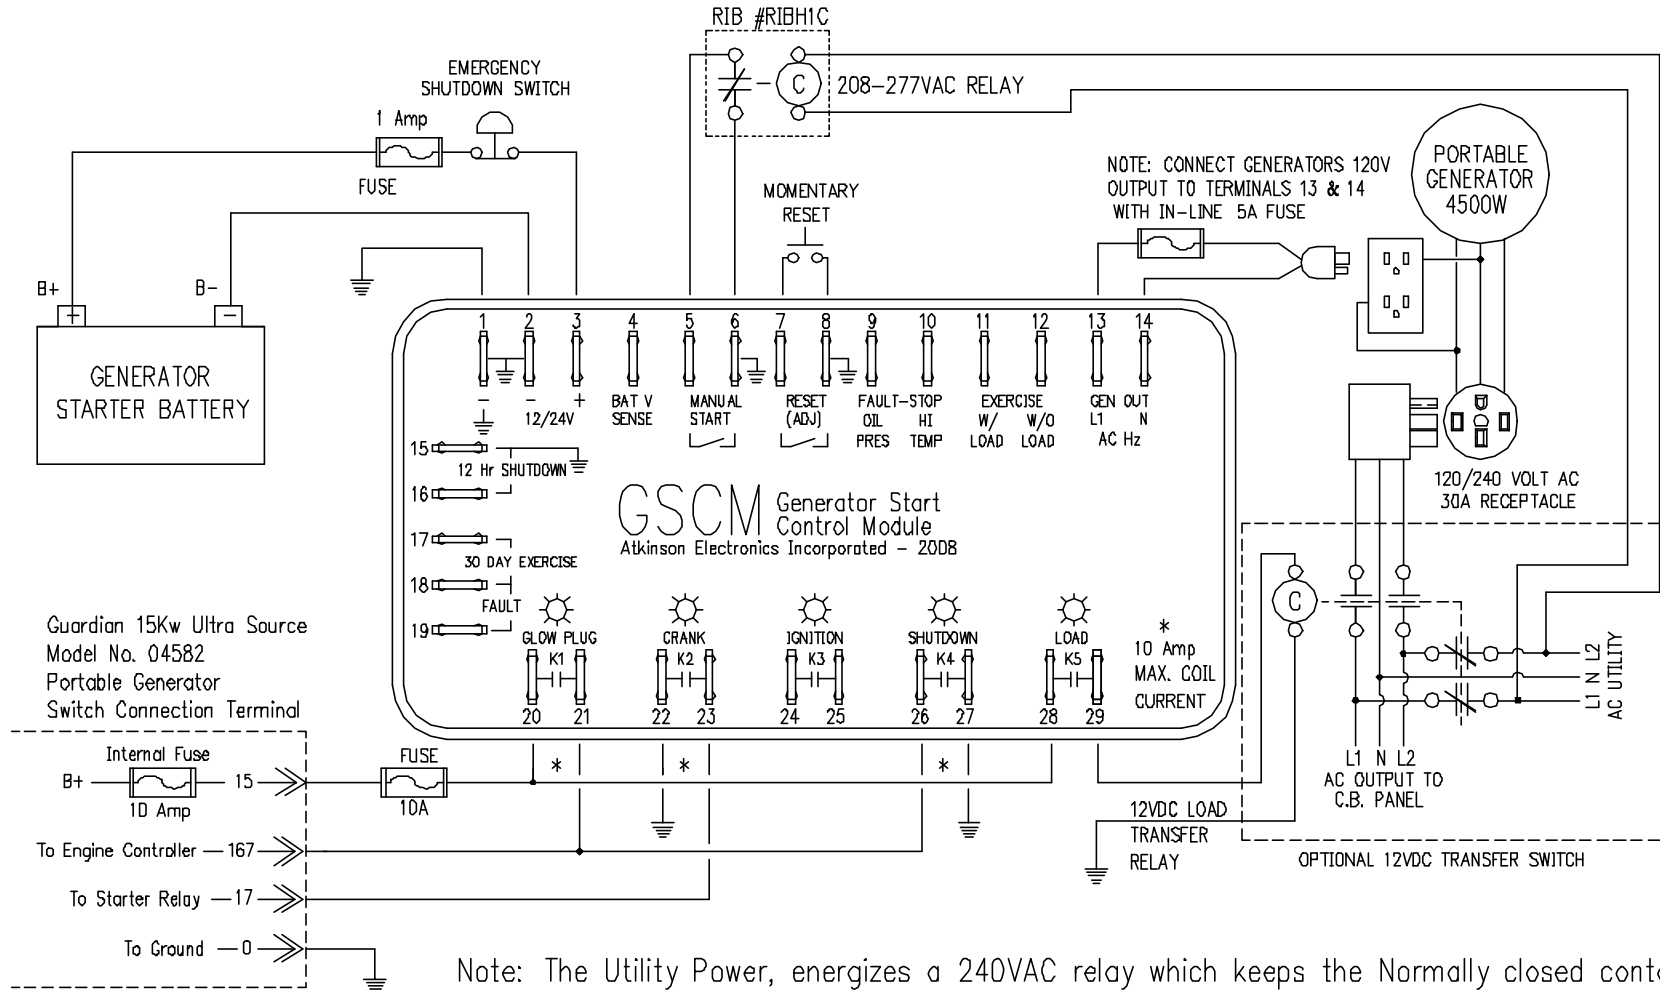 RIB #RIBH1C
EMERGENCY
SHUTDOWN SWITCH
C
208-277VAC RELAY
1 Amp
FUSE
MOMENTARY
RESET
NOTE: CONNECT GENERATORS 120V
OUTPUT TO TERMINALS 13 & 14
WITH IN-LINE 5A FUSE
PORTABLE
GENERATOR
4500W
B+
B-
+
-
GENERATOR
STARTER BATTERY
1 2 3 4 5 6 7 8 9 10 11 12 13 14
- - +
12/24V
BAT V
SENSE
MANUAL
START
RESET
(ADJ)
FAULT-STOP
OIL
PRES
HI
TEMP
EXERCISE
W/
LOAD
W/O
LOAD
GEN OUT
L1 N
AC Hz
15
12 Hr SHUTDOWN
16
17
30 DAY EXERCISE
18
FAULT
19
GSCM
Generator Start
Control Module
Atkinson Electronics Incorporated - 2008
120/240 VOLT AC
30A RECEPTACLE
GLOW PLUG
K1
CRANK
K2
IGNITION
K3
SHUTDOWN
K4
LOAD
K5
*
10 Amp
MAX. COIL
CURRENT
20 21 22 23 24 25 26 27 28 29
C
L1 N L2
AC UTILITY
L1 N L2
AC OUTPUT TO
C.B. PANEL
Guardian 15Kw Ultra Source
Model No. 04582
Portable Generator
Switch Connection Terminal
Internal Fuse
B+
10 Amp
15
FUSE
10A
* * *
To Engine Controller 167
To Starter Relay 17
To Ground 0
12VDC LOAD
TRANSFER
RELAY
OPTIONAL 12VDC TRANSFER SWITCH
Note: The Utility Power, energizes a 240VAC relay which keeps the Normally closed